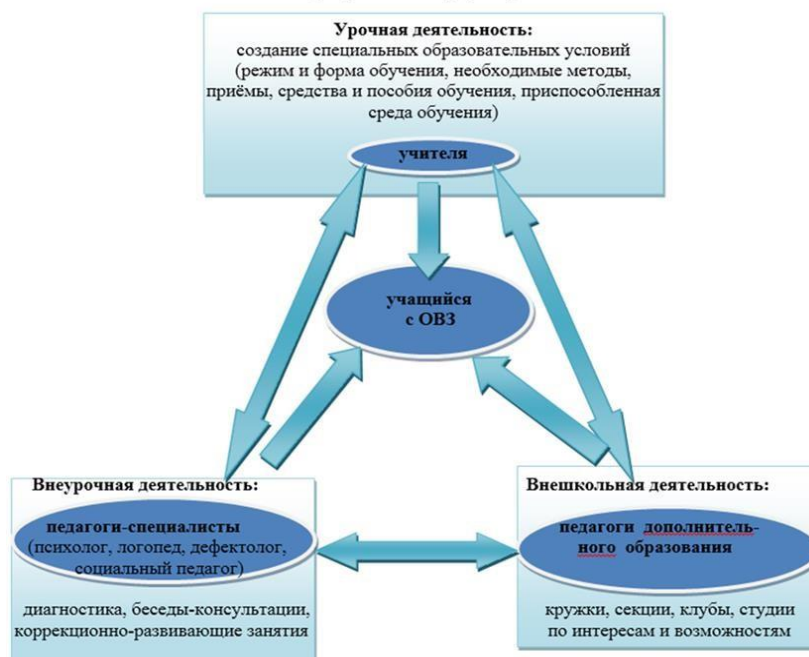 Урочная деятельность:
создание специальных образовательных условий
(режим и форма обучения, необходимые методы,
приёмы, средства и пособия обучения, приспособленная
среда обучения)
учителя
учащийся
с ОВЗ
Внеурочная деятельность:
педагоги-специалисты
(психолог, логопед, дефектолог,
социальный педагог)
диагностика, беседы-консультации,
коррекционно-развивающие занятия
Внешкольная деятельность:
педагоги дополнитель-
ного образования
кружки, секции, клубы, студии
по интересам и возможностям